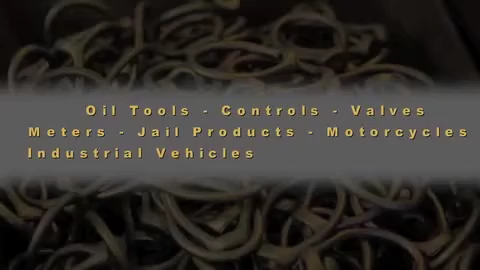 Oil Tools - Controls - Valves
Meters - Jail Products - Motorcycles
Industrial Vehicles